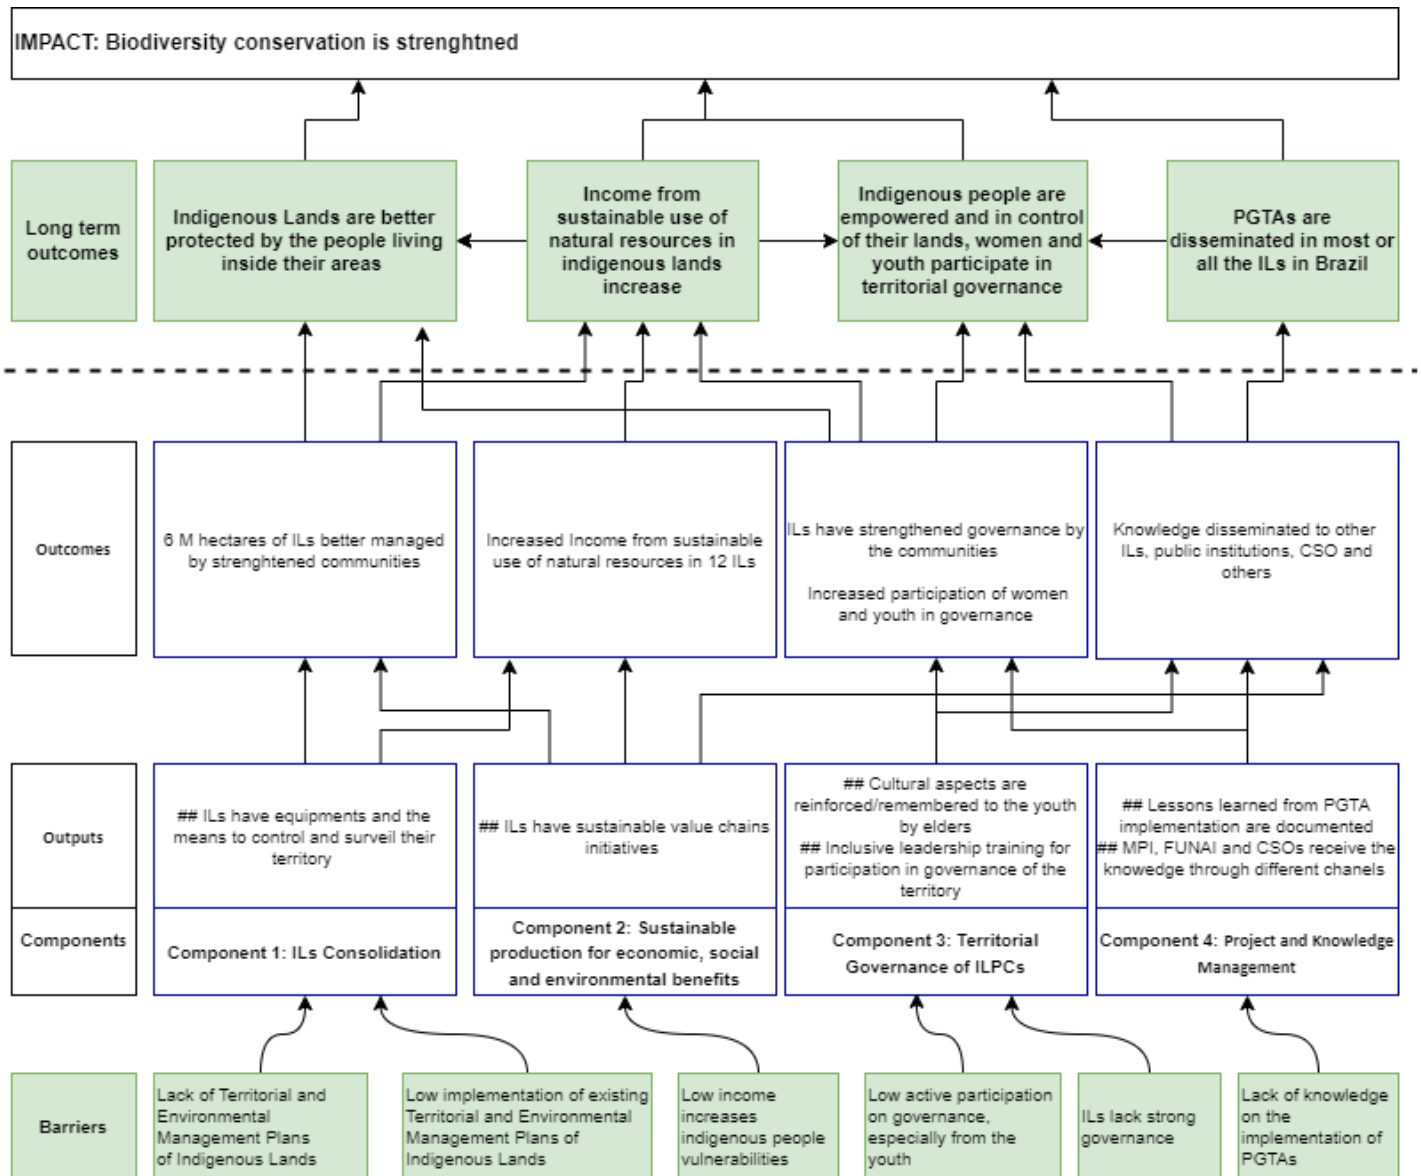 IMPACT: Biodiversity conservation is strenghtned
Long term
outcomes
Indigenous Lands are better
protected by the people living
inside their areas
Income from
sustainable use of
natural resources in
indigenous lands
increase
Indigenous people are
empowered and in control
of their lands, women and
youth participate in
territorial governance
PGTAs are
disseminated in most or
all the ILs in Brazil
Outcomes
6 M hectares of ILs better managed
by strenghtened communities
Increased Income from sustainable
use of natural resources in 12 ILs
ILs have strengthened governance by
the communities
Increased participation of women
and youth in governance
Knowledge disseminated to other
ILs, public institutions, CSO and
others
Outputs
## ILs have equipments and the
means to control and surveil their
territory
## ILs have sustainable value chains
initiatives
## Cultural aspects are
reinforced/remembered to the youth
by elders
## Inclusive leadership training for
participation in governance of the
territory
## Lessons learned from PGTA
implementation are documented
## MPI, FUNAI and CSOs receive the
knowedge through different chanels
Components
Component 1: ILs Consolidation
Component 2: Sustainable
production for economic, social
and environmental benefits
Component 3: Territorial
Governance of ILPCs
Component 4: Project and Knowledge
Management
Barriers
Lack of Territorial and
Environmental
Management Plans
of Indigenous Lands
Low implementation of existing
Territorial and Environmental
Management Plans of
Indigenous Lands
Low income
increases
indigenous people
vulnerabilities
Low active participation
on governance,
especially from the
youth
ILs lack strong
governance
Lack of knowledge
on the
implementation of
PGTAs